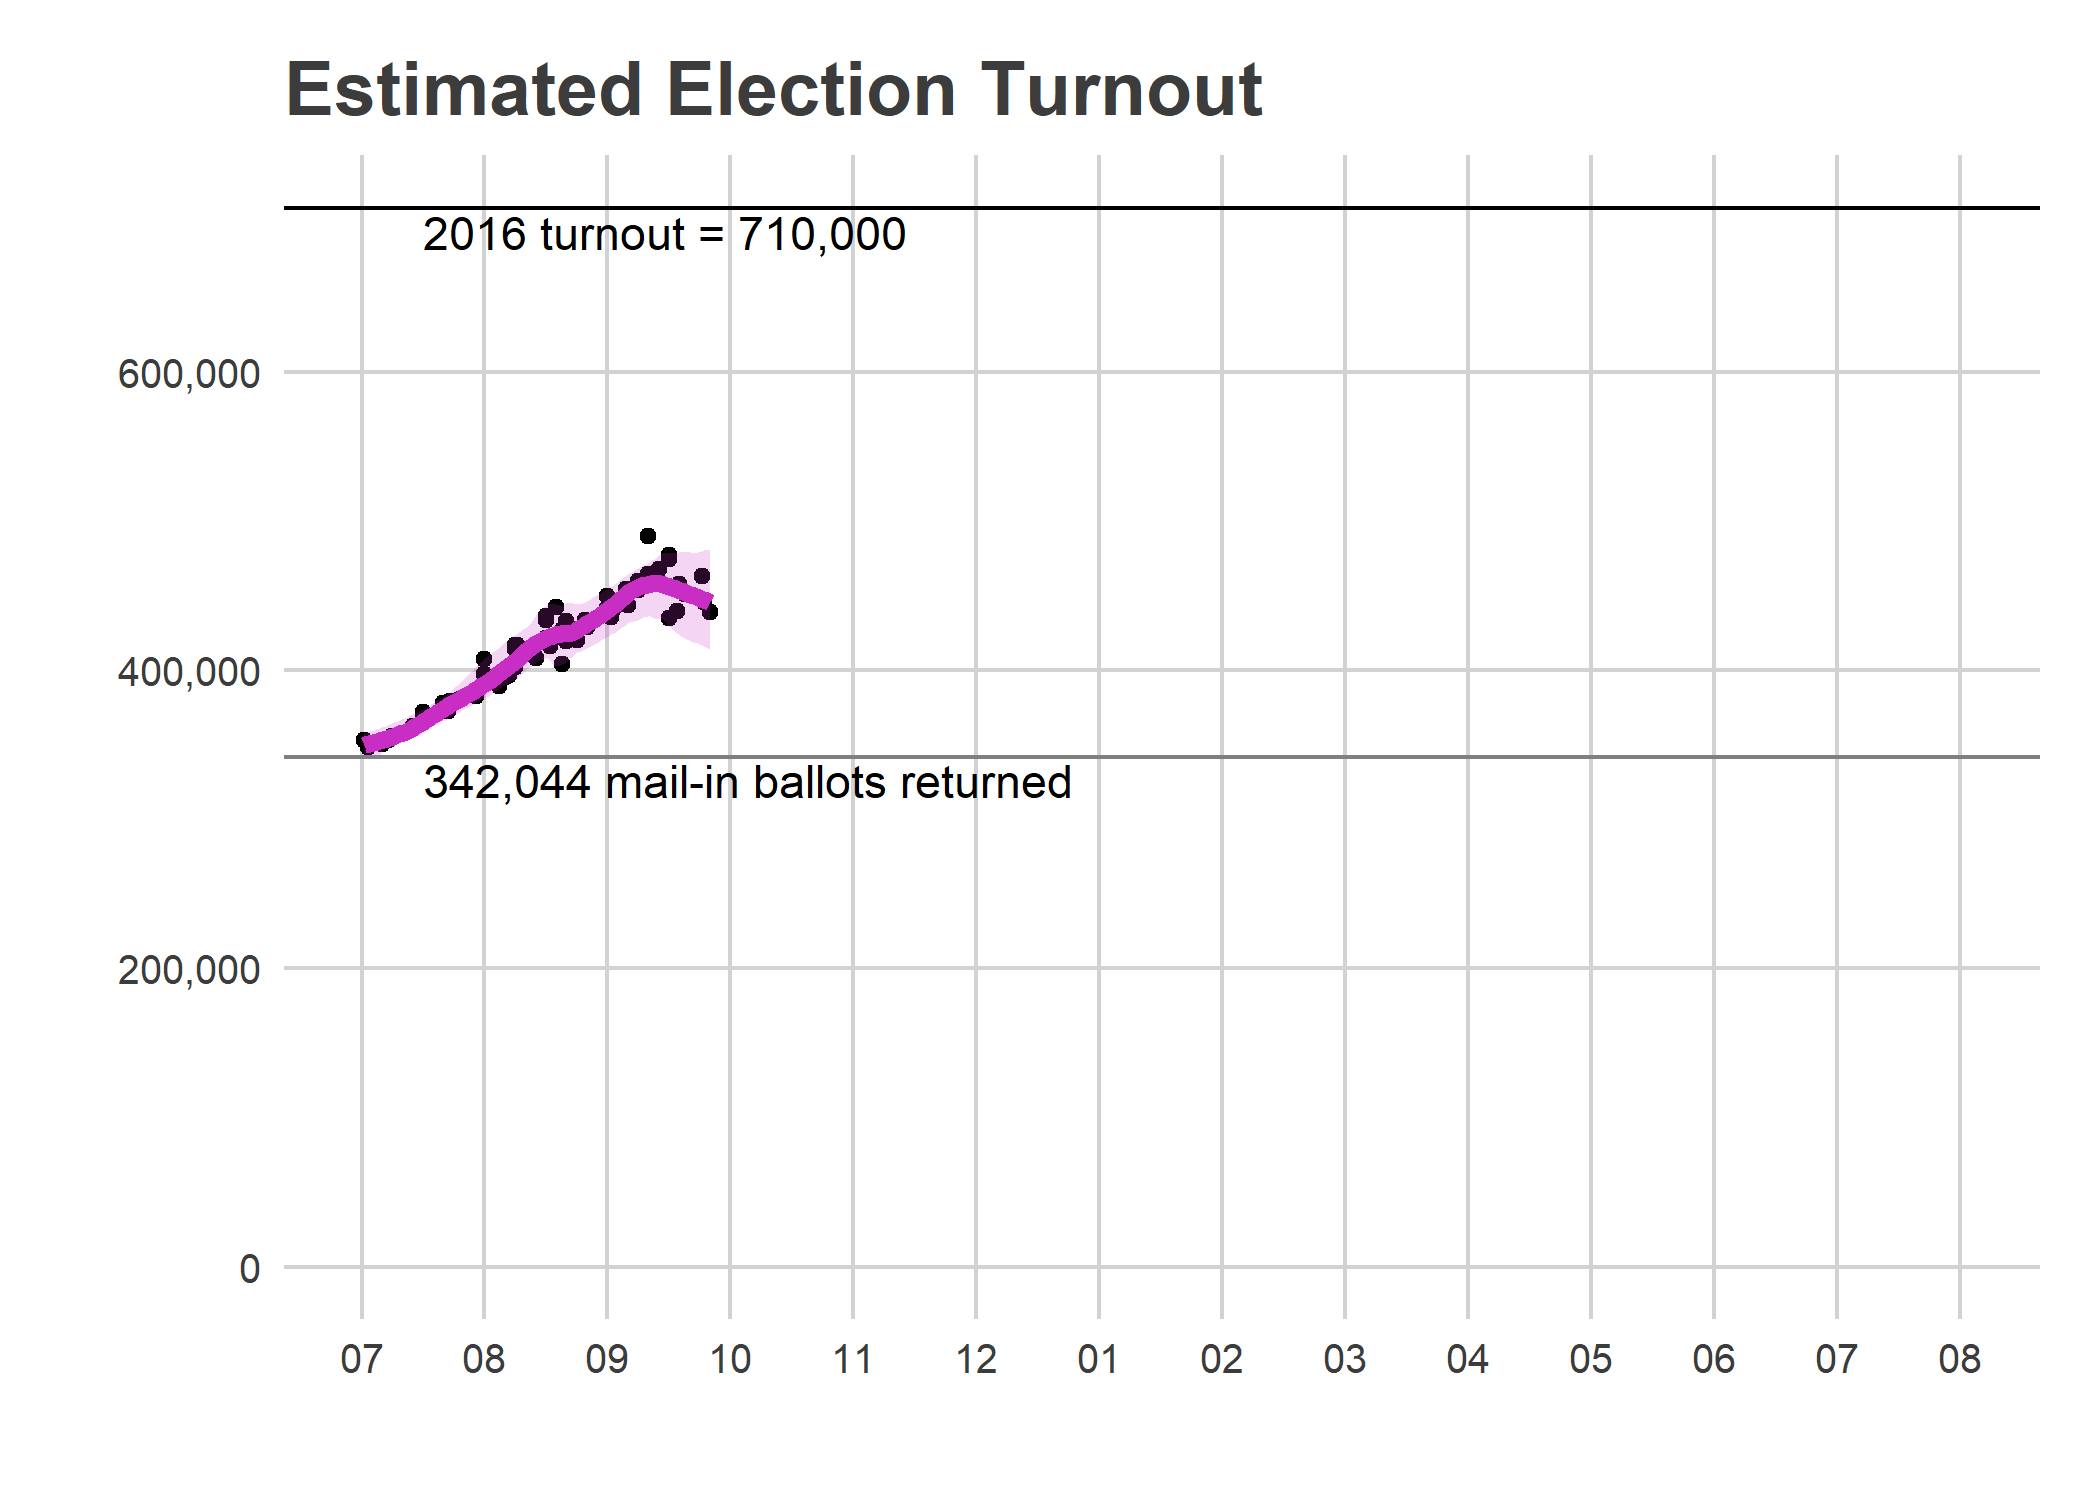 Estimated Election Turnout
2016 turnout = 710,000
600,000
400,000
342,044 mail-in ballots returned
200,000
0
07 08 09 10 11 12 01 02 03 04 05 06 07 08